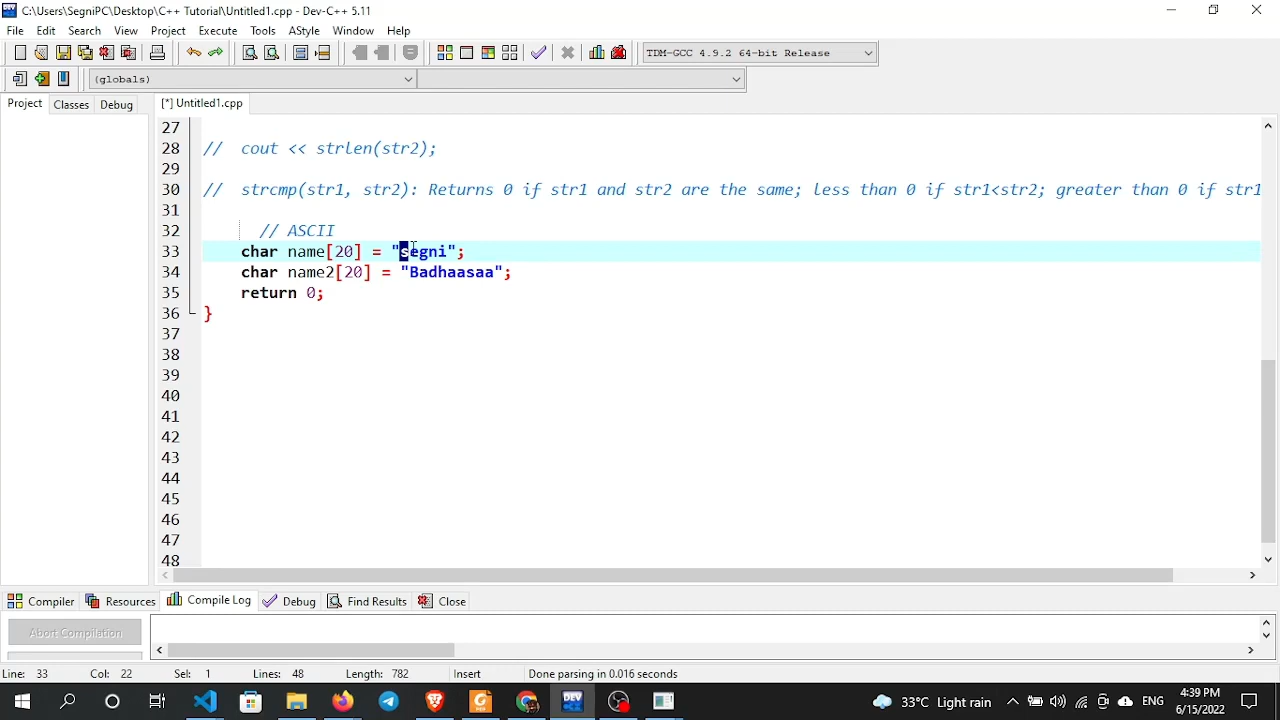 C:\Users\SegniPC\Desktop\C++ Tutorial\Untitled1.cpp - Dev-C++ 5.11
File Edit Search View Project Execute Tools AStyle Window Help
TDM-GCC 4.9.2 64-bit Release
(globals)
Project Classes Debug [*] Untitled1.cpp
27
28 // cout << strlen(str2);
29
30 // strcmp(str1, str2): Returns 0 if str1 and str2 are the same; less than 0 if str1<str2; greater than 0 if str1
31
32 // ASCII
33 char name[20] = "segni";
34 char name2[20] = "Badhaasaa";
35 return 0;
36 }
37
38
39
40
41
42
43
44
45
46
47
48
Compiler Resources Compile Log Debug Find Results Close
Abort Compilation
Line: 33 Col: 22 Sel: 1 Lines: 48 Length: 782 Insert Done parsing in 0.016 seconds
33°C Light rain ENG 4:39 PM
6/15/2022